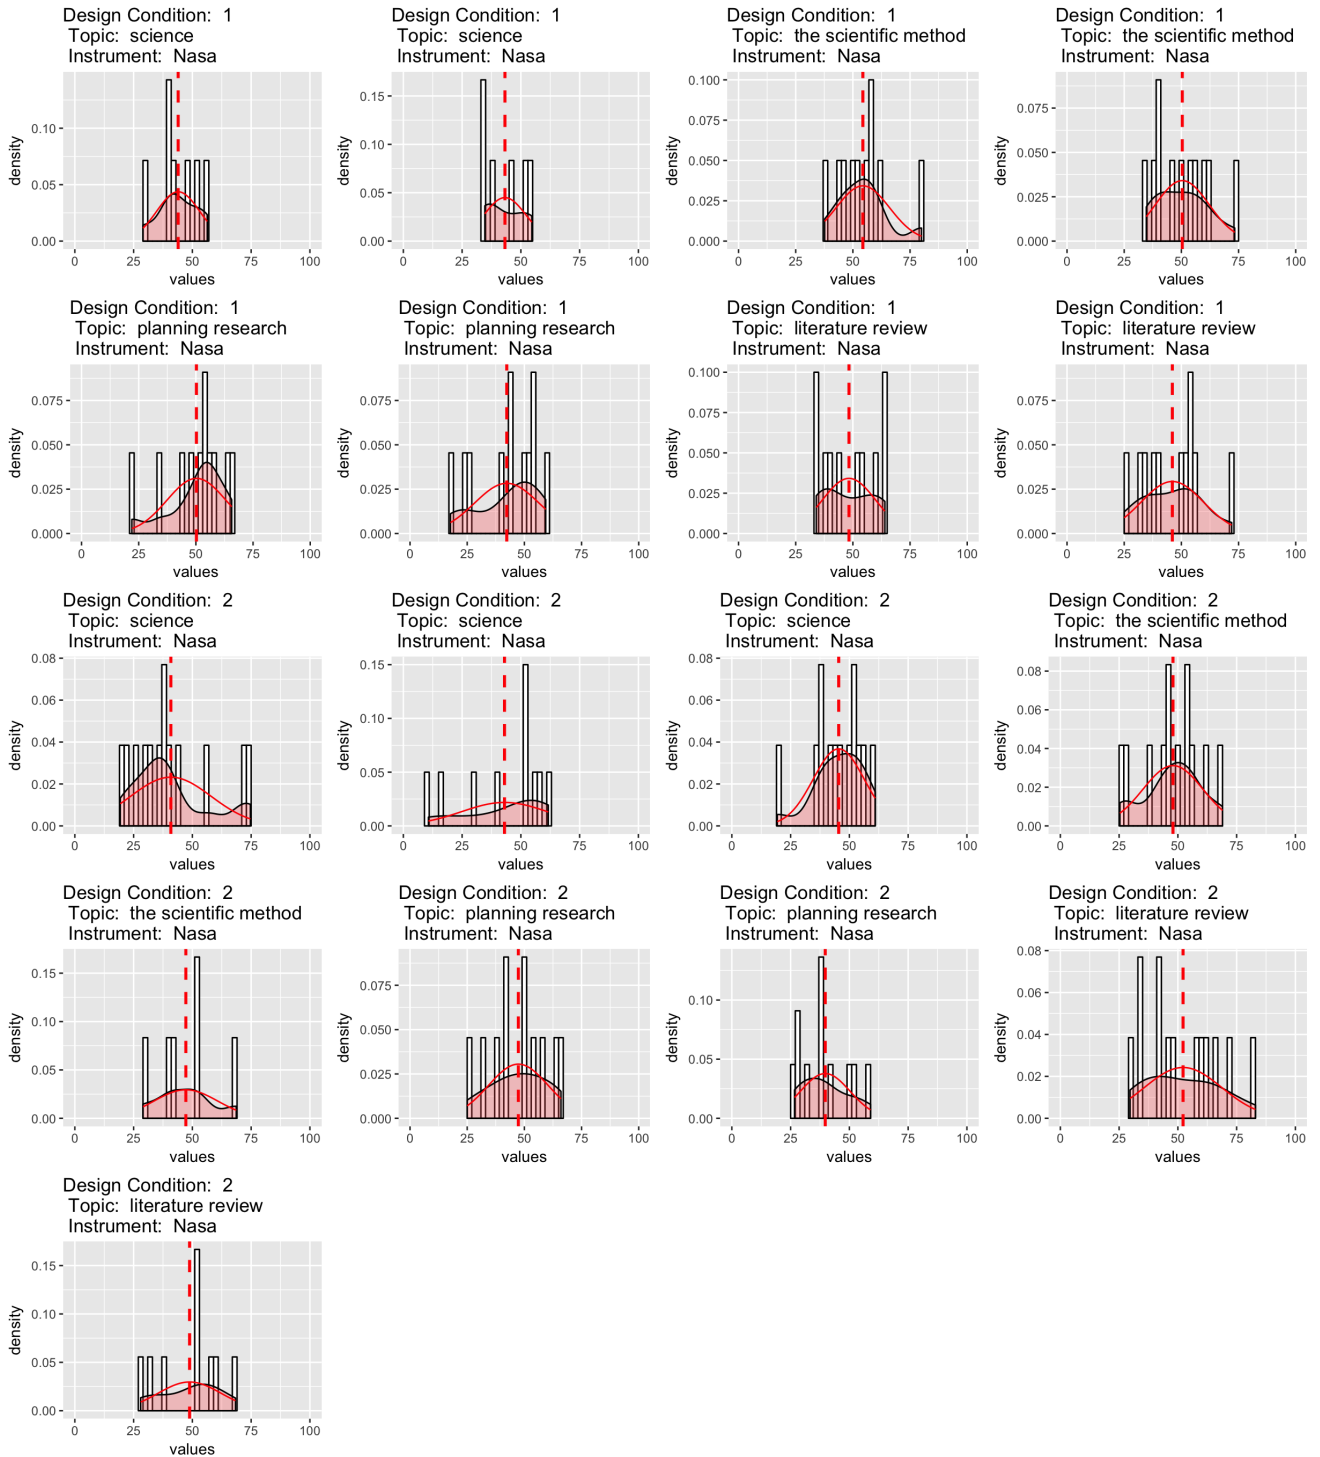 Design Condition: 1
Topic: science
Instrument: Nasa
density
0.10
0.05
0.00
0 25 50 75 100
values
Design Condition: 1
Topic: science
Instrument: Nasa
density
0.15
0.10
0.05
0.00
0 25 50 75 100
values
Design Condition: 1
Topic: the scientific method
Instrument: Nasa
density
0.100
0.075
0.050
0.025
0.000
0 25 50 75 100
values
Design Condition: 1
Topic: the scientific method
Instrument: Nasa
density
0.075
0.050
0.025
0.000
0 25 50 75 100
values
Design Condition: 1
Topic: planning research
Instrument: Nasa
density
0.075
0.050
0.025
0.000
0 25 50 75 100
values
Design Condition: 1
Topic: planning research
Instrument: Nasa
density
0.075
0.050
0.025
0.000
0 25 50 75 100
values
Design Condition: 1
Topic: literature review
Instrument: Nasa
density
0.100
0.075
0.050
0.025
0.000
0 25 50 75 100
values
Design Condition: 1
Topic: literature review
Instrument: Nasa
density
0.075
0.050
0.025
0.000
0 25 50 75 100
values
Design Condition: 2
Topic: science
Instrument: Nasa
density
0.08
0.06
0.04
0.02
0.00
0 25 50 75 100
values
Design Condition: 2
Topic: science
Instrument: Nasa
density
0.15
0.10
0.05
0.00
0 25 50 75 100
values
Design Condition: 2
Topic: science
Instrument: Nasa
density
0.08
0.06
0.04
0.02
0.00
0 25 50 75 100
values
Design Condition: 2
Topic: the scientific method
Instrument: Nasa
density
0.08
0.06
0.04
0.02
0.00
0 25 50 75 100
values
Design Condition: 2
Topic: the scientific method
Instrument: Nasa
density
0.15
0.10
0.05
0.00
0 25 50 75 100
values
Design Condition: 2
Topic: planning research
Instrument: Nasa
density
0.075
0.050
0.025
0.000
0 25 50 75 100
values
Design Condition: 2
Topic: planning research
Instrument: Nasa
density
0.10
0.05
0.00
0 25 50 75 100
values
Design Condition: 2
Topic: literature review
Instrument: Nasa
density
0.08
0.06
0.04
0.02
0.00
0 25 50 75 100
values
Design Condition: 2
Topic: literature review
Instrument: Nasa
density
0.15
0.10
0.05
0.00
0 25 50 75 100
values